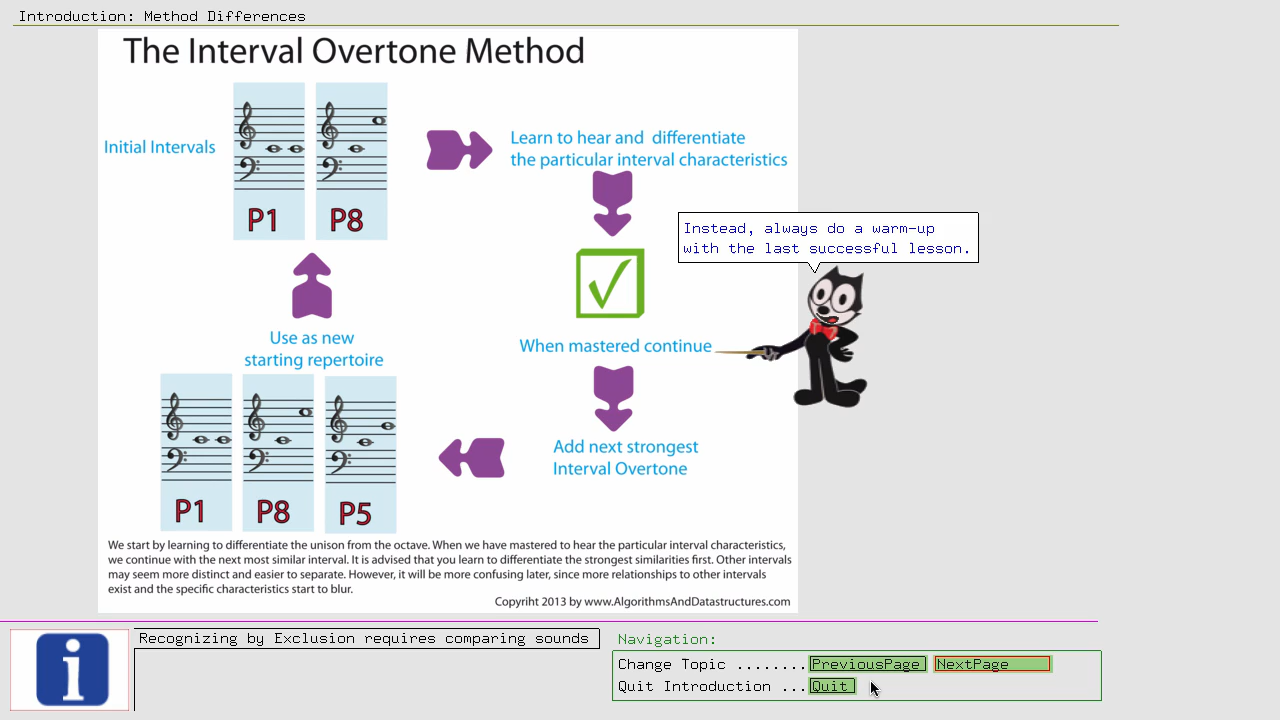 Introduction: Method Differences
The Interval Overtone Method
Initial Intervals
P1
P8
Learn to hear and differentiate
the particular interval characteristics
Instead, always do a warm-up
with the last successful lesson.
When mastered continue
Add next strongest
Interval Overtone
Use as new
starting repertoire
P1
P8
P5
We start by learning to differentiate the unison from the octave. When we have mastered to hear the particular interval characteristics,
we continue with the next most similar interval. It is advised that you learn to differentiate the strongest similarities first. Other intervals
may seem more distinct and easier to separate. However, it will be more confusing later, since more relationships to other intervals
exist and the specific characteristics start to blur.
Copyriht 2013 by www.AlgorithmsAndDatastructures.com
i
Recognizing by Exclusion requires comparing sounds
Navigation:
Change Topic ........PreviousPage NextPage
Quit Introduction ...Quit